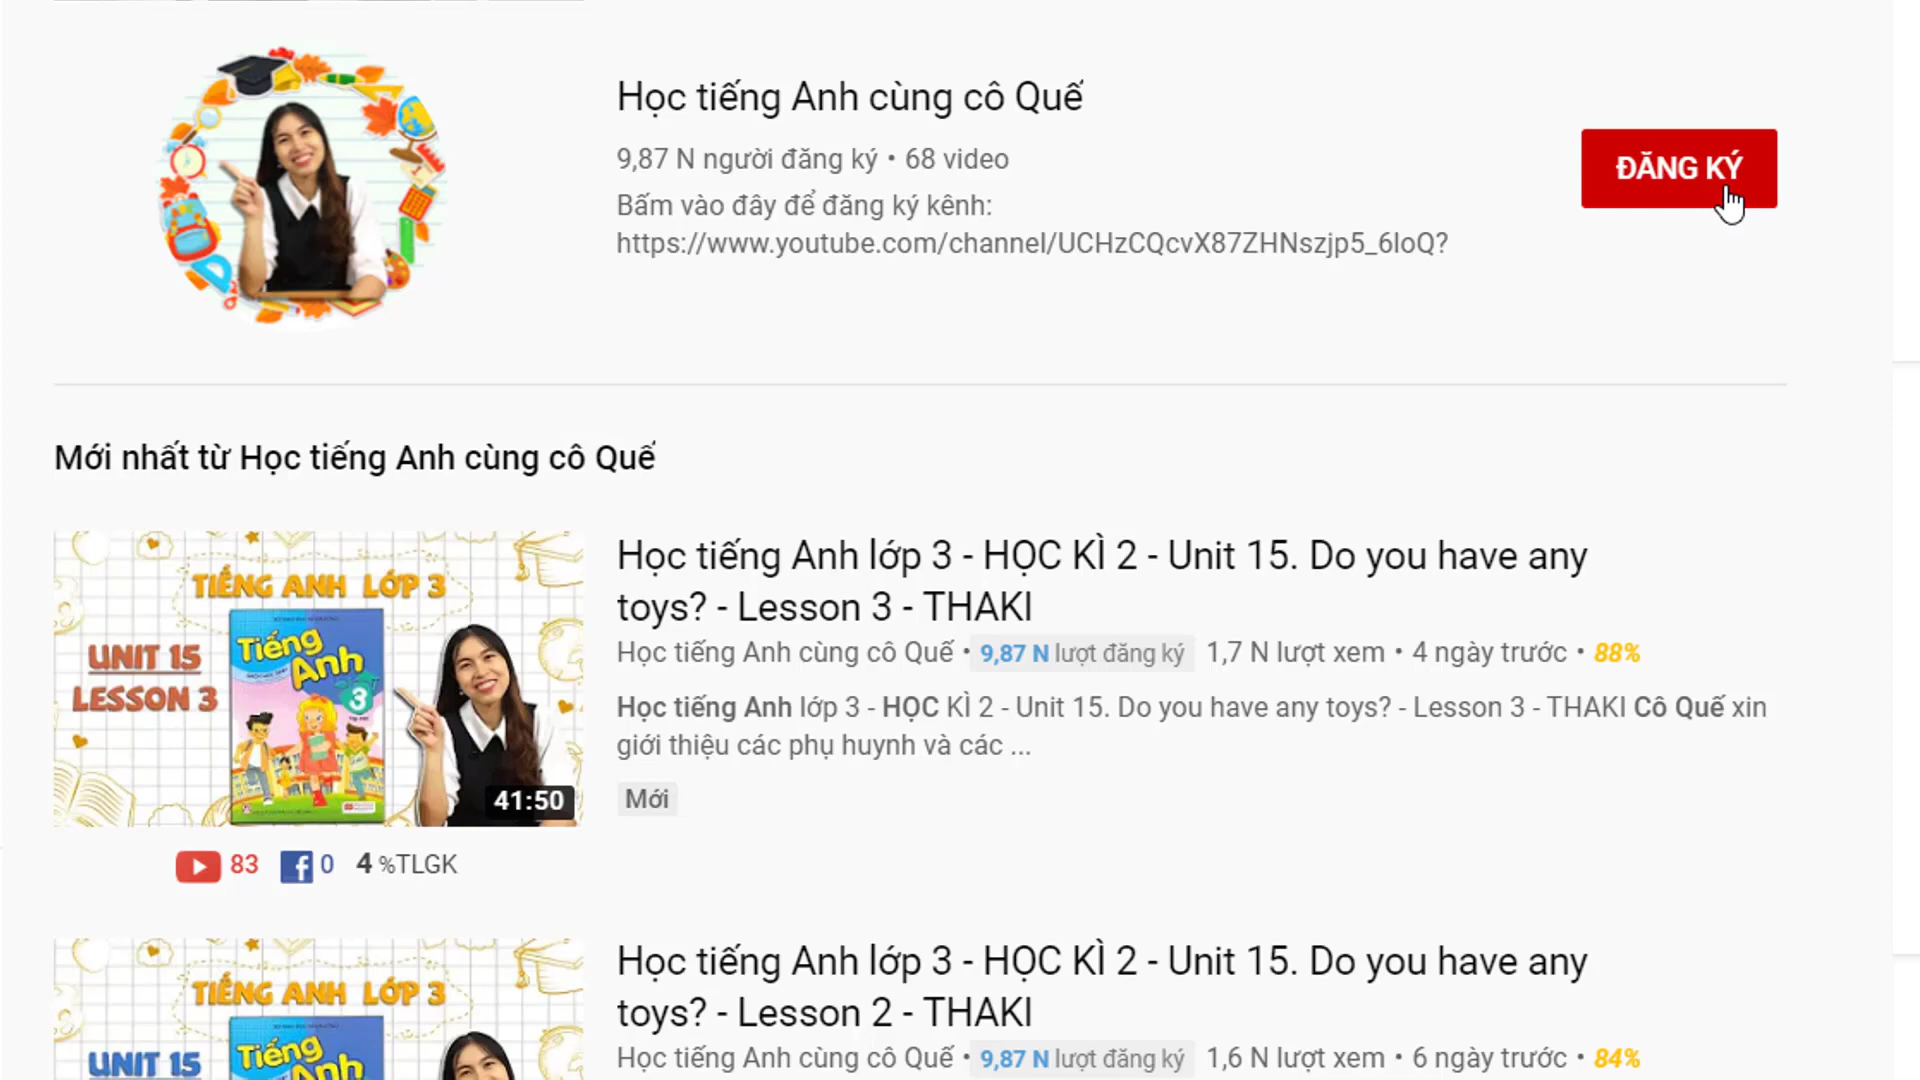 Học tiếng Anh cùng cô Quế
9,87 N người đăng ký • 68 video
ĐĂNG KÝ
Bấm vào đây để đăng ký kênh:
https://www.youtube.com/channel/UCHzCQcvX87ZHNszjp5_6loQ?
Mới nhất từ Học tiếng Anh cùng cô Quế
TIẾNG ANH LỚP 3
UNIT 15
LESSON 3
Tiếng
Anh
3
41:50
Học tiếng Anh lớp 3 - HỌC KÌ 2 - Unit 15. Do you have any
toys? - Lesson 3 - THAKI
Học tiếng Anh cùng cô Quế • 9,87 N lượt đăng ký 1,7 N lượt xem • 4 ngày trước • 88%
Học tiếng Anh lớp 3 - HỌC KÌ 2 - Unit 15. Do you have any toys? - Lesson 3 - THAKI Cô Quế xin
giới thiệu các phụ huynh và các ...
Mới
83 0 4 %TLGK
TIẾNG ANH LỚP 3
UNIT 15
Tiếng
Anh
Học tiếng Anh lớp 3 - HỌC KÌ 2 - Unit 15. Do you have any
toys? - Lesson 2 - THAKI
Học tiếng Anh cùng cô Quế • 9,87 N lượt đăng ký 1,6 N lượt xem • 6 ngày trước • 84%